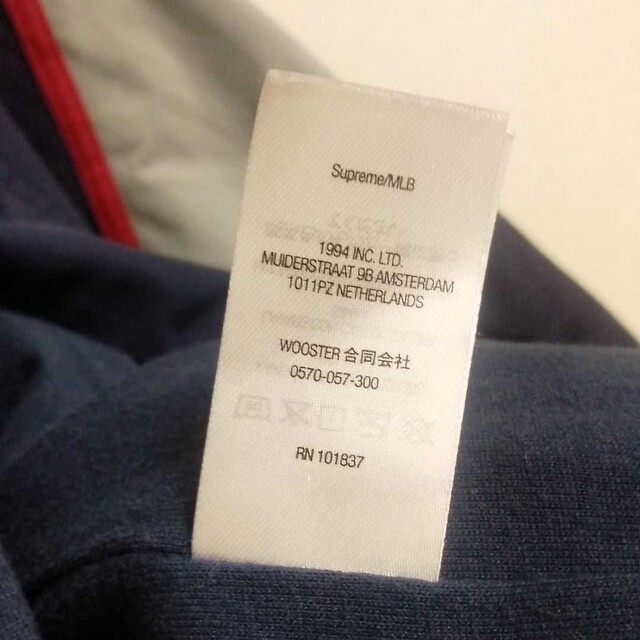 Supreme/MLB
1994 INC. LTD.
MUIDERSTRAAT 9B AMSTERDAM
1011PZ NETHERLANDS
WOOSTER 合同会社
0570-057-300
RN 101837